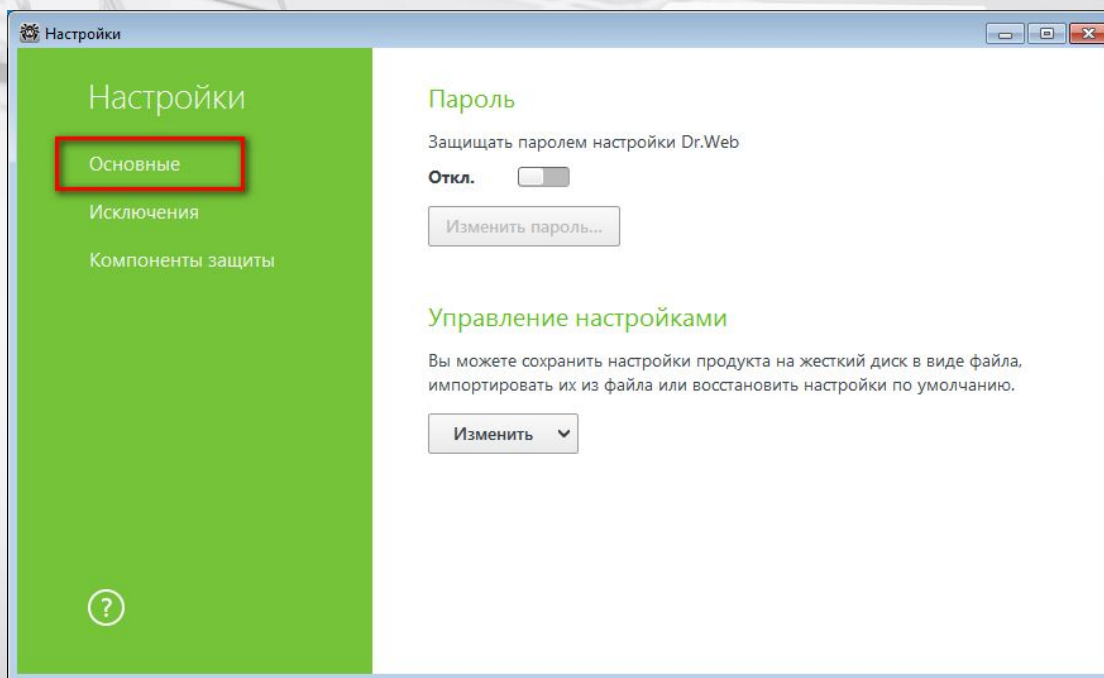 Настройки
Настройки
Основные
Исключения
Компоненты защиты
Пароль
Защищать паролем настройки Dr.Web
Откл.
Изменить пароль...
Управление настройками
Вы можете сохранить настройки продукта на жесткий диск в виде файла,
импортировать их из файла или восстановить настройки по умолчанию.
Изменить
?